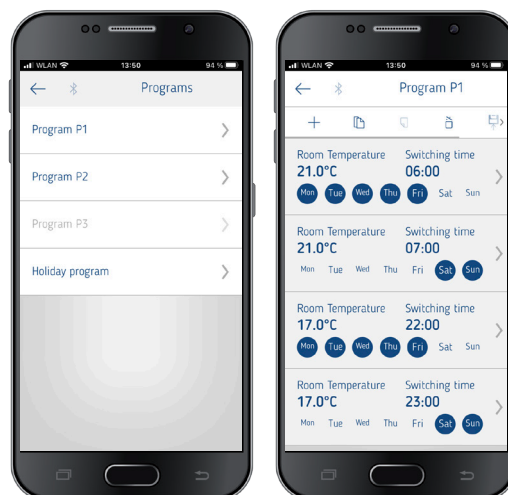 WLAN 13:50 94 %
Programs
Program P1
Program P2
Program P3
Holiday program
WLAN 13:50 94 %
Program P1
Room Temperature Switching time
21.0°C 06:00
Mon Tue Wed Thu Fri Sat Sun
Room Temperature Switching time
21.0°C 07:00
Mon Tue Wed Thu Fri Sat Sun
Room Temperature Switching time
17.0°C 22:00
Mon Tue Wed Thu Fri Sat Sun
Room Temperature Switching time
17.0°C 23:00
Mon Tue Wed Thu Fri Sat Sun